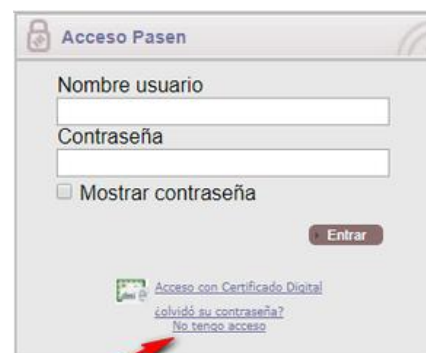 Acceso Pasen
Nombre usuario
Contraseña
Mostrar contraseña
Entrar
Acceso con Certificado Digital
¿olvidó su contraseña?
No tengo acceso